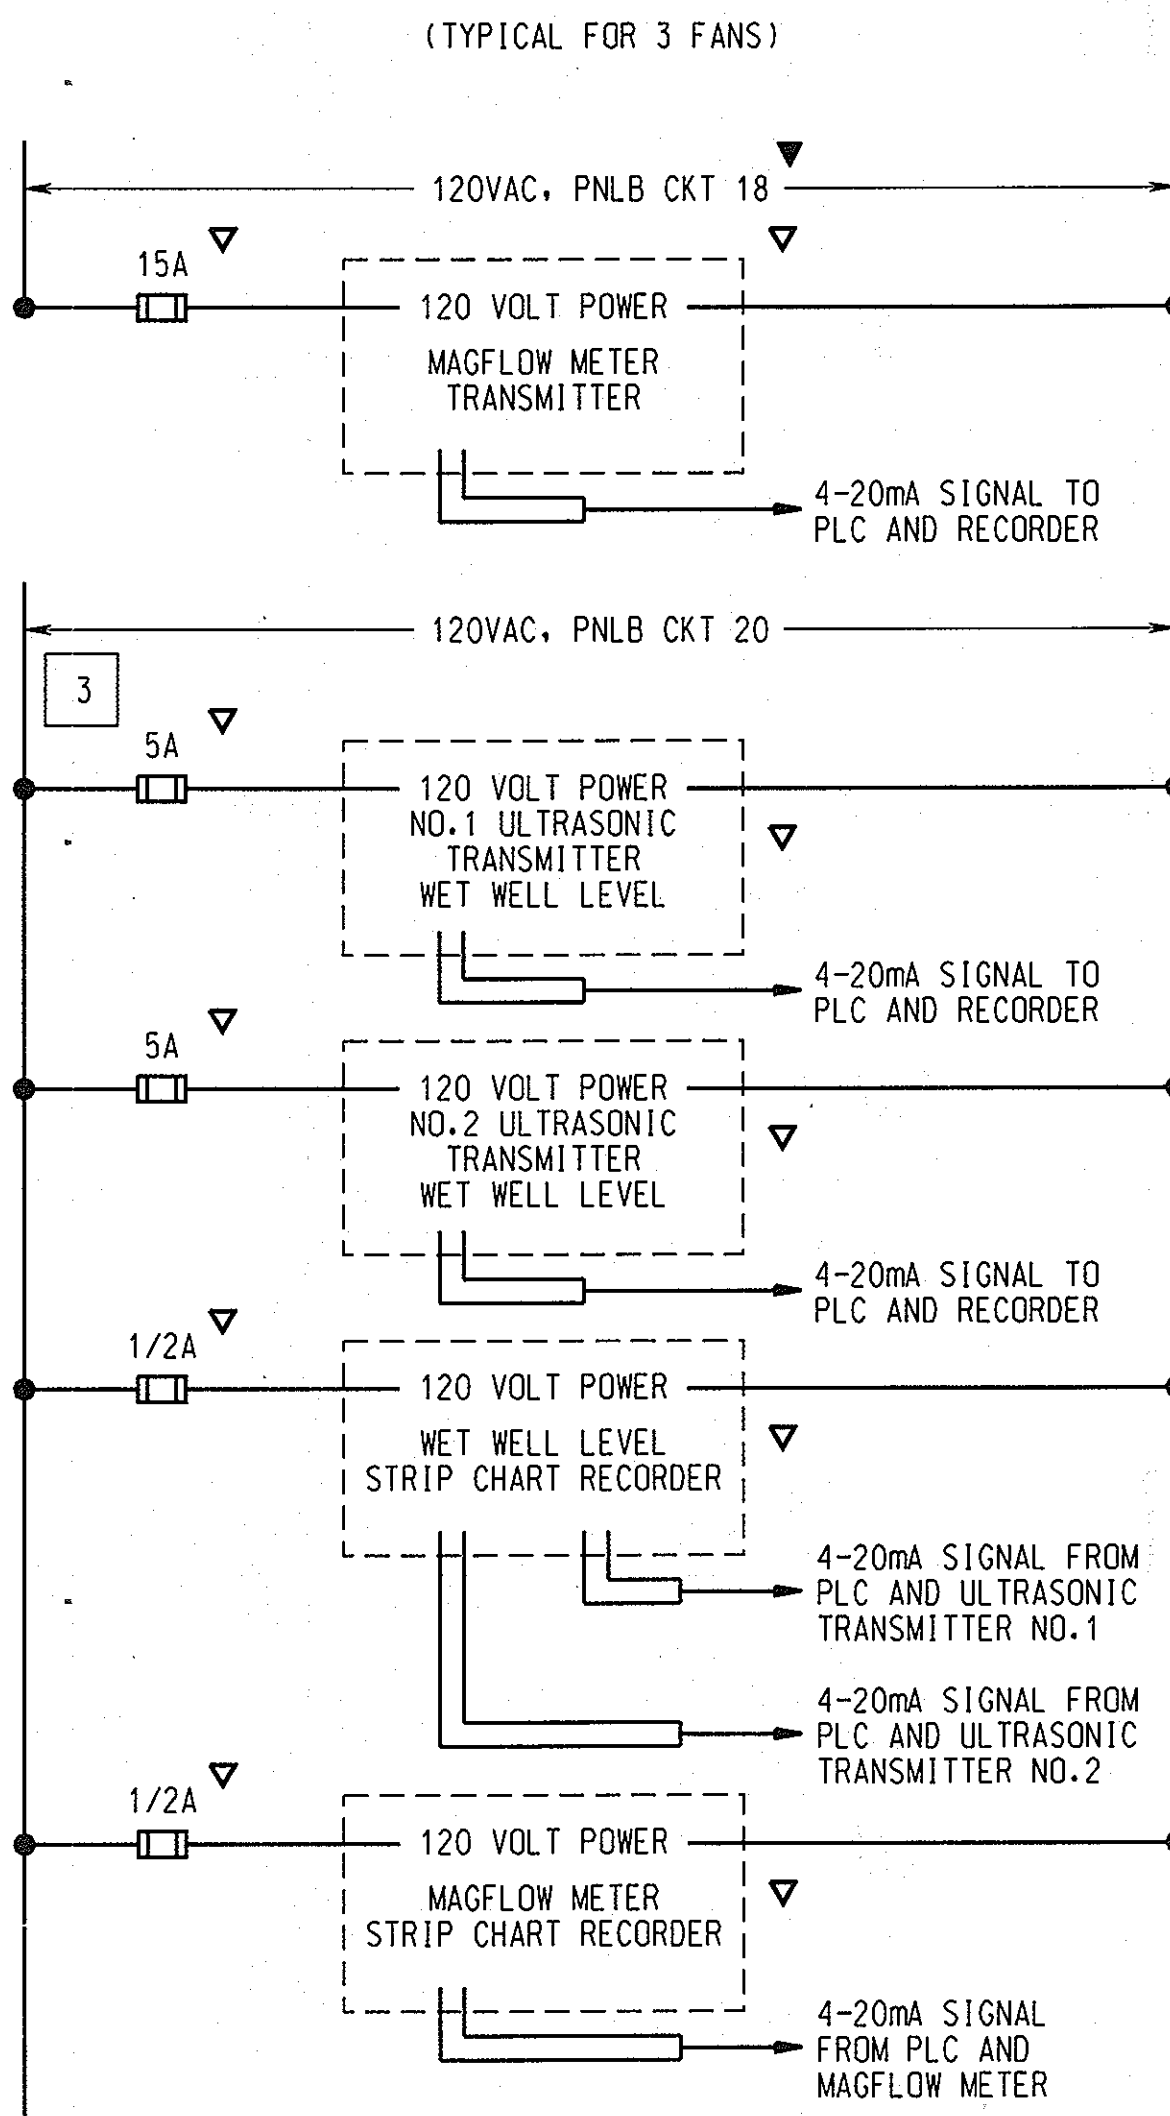 (TYPICAL FOR 3 FANS)
120VAC, PNLB CKT 18
15A
120 VOLT POWER
MAGFLOW METER
TRANSMITTER
4-20mA SIGNAL TO
PLC AND RECORDER
120VAC, PNLB CKT 20
3
5A
120 VOLT POWER
NO.1 ULTRASONIC
TRANSMITTER
WET WELL LEVEL
4-20mA SIGNAL TO
PLC AND RECORDER
5A
120 VOLT POWER
NO.2 ULTRASONIC
TRANSMITTER
WET WELL LEVEL
4-20mA SIGNAL TO
PLC AND RECORDER
1/2A
120 VOLT POWER
WET WELL LEVEL
STRIP CHART RECORDER
4-20mA SIGNAL FROM
PLC AND ULTRASONIC
TRANSMITTER NO.1
4-20mA SIGNAL FROM
PLC AND ULTRASONIC
TRANSMITTER NO.2
1/2A
120 VOLT POWER
MAGFLOW METER
STRIP CHART RECORDER
4-20mA SIGNAL
FROM PLC AND
MAGFLOW METER